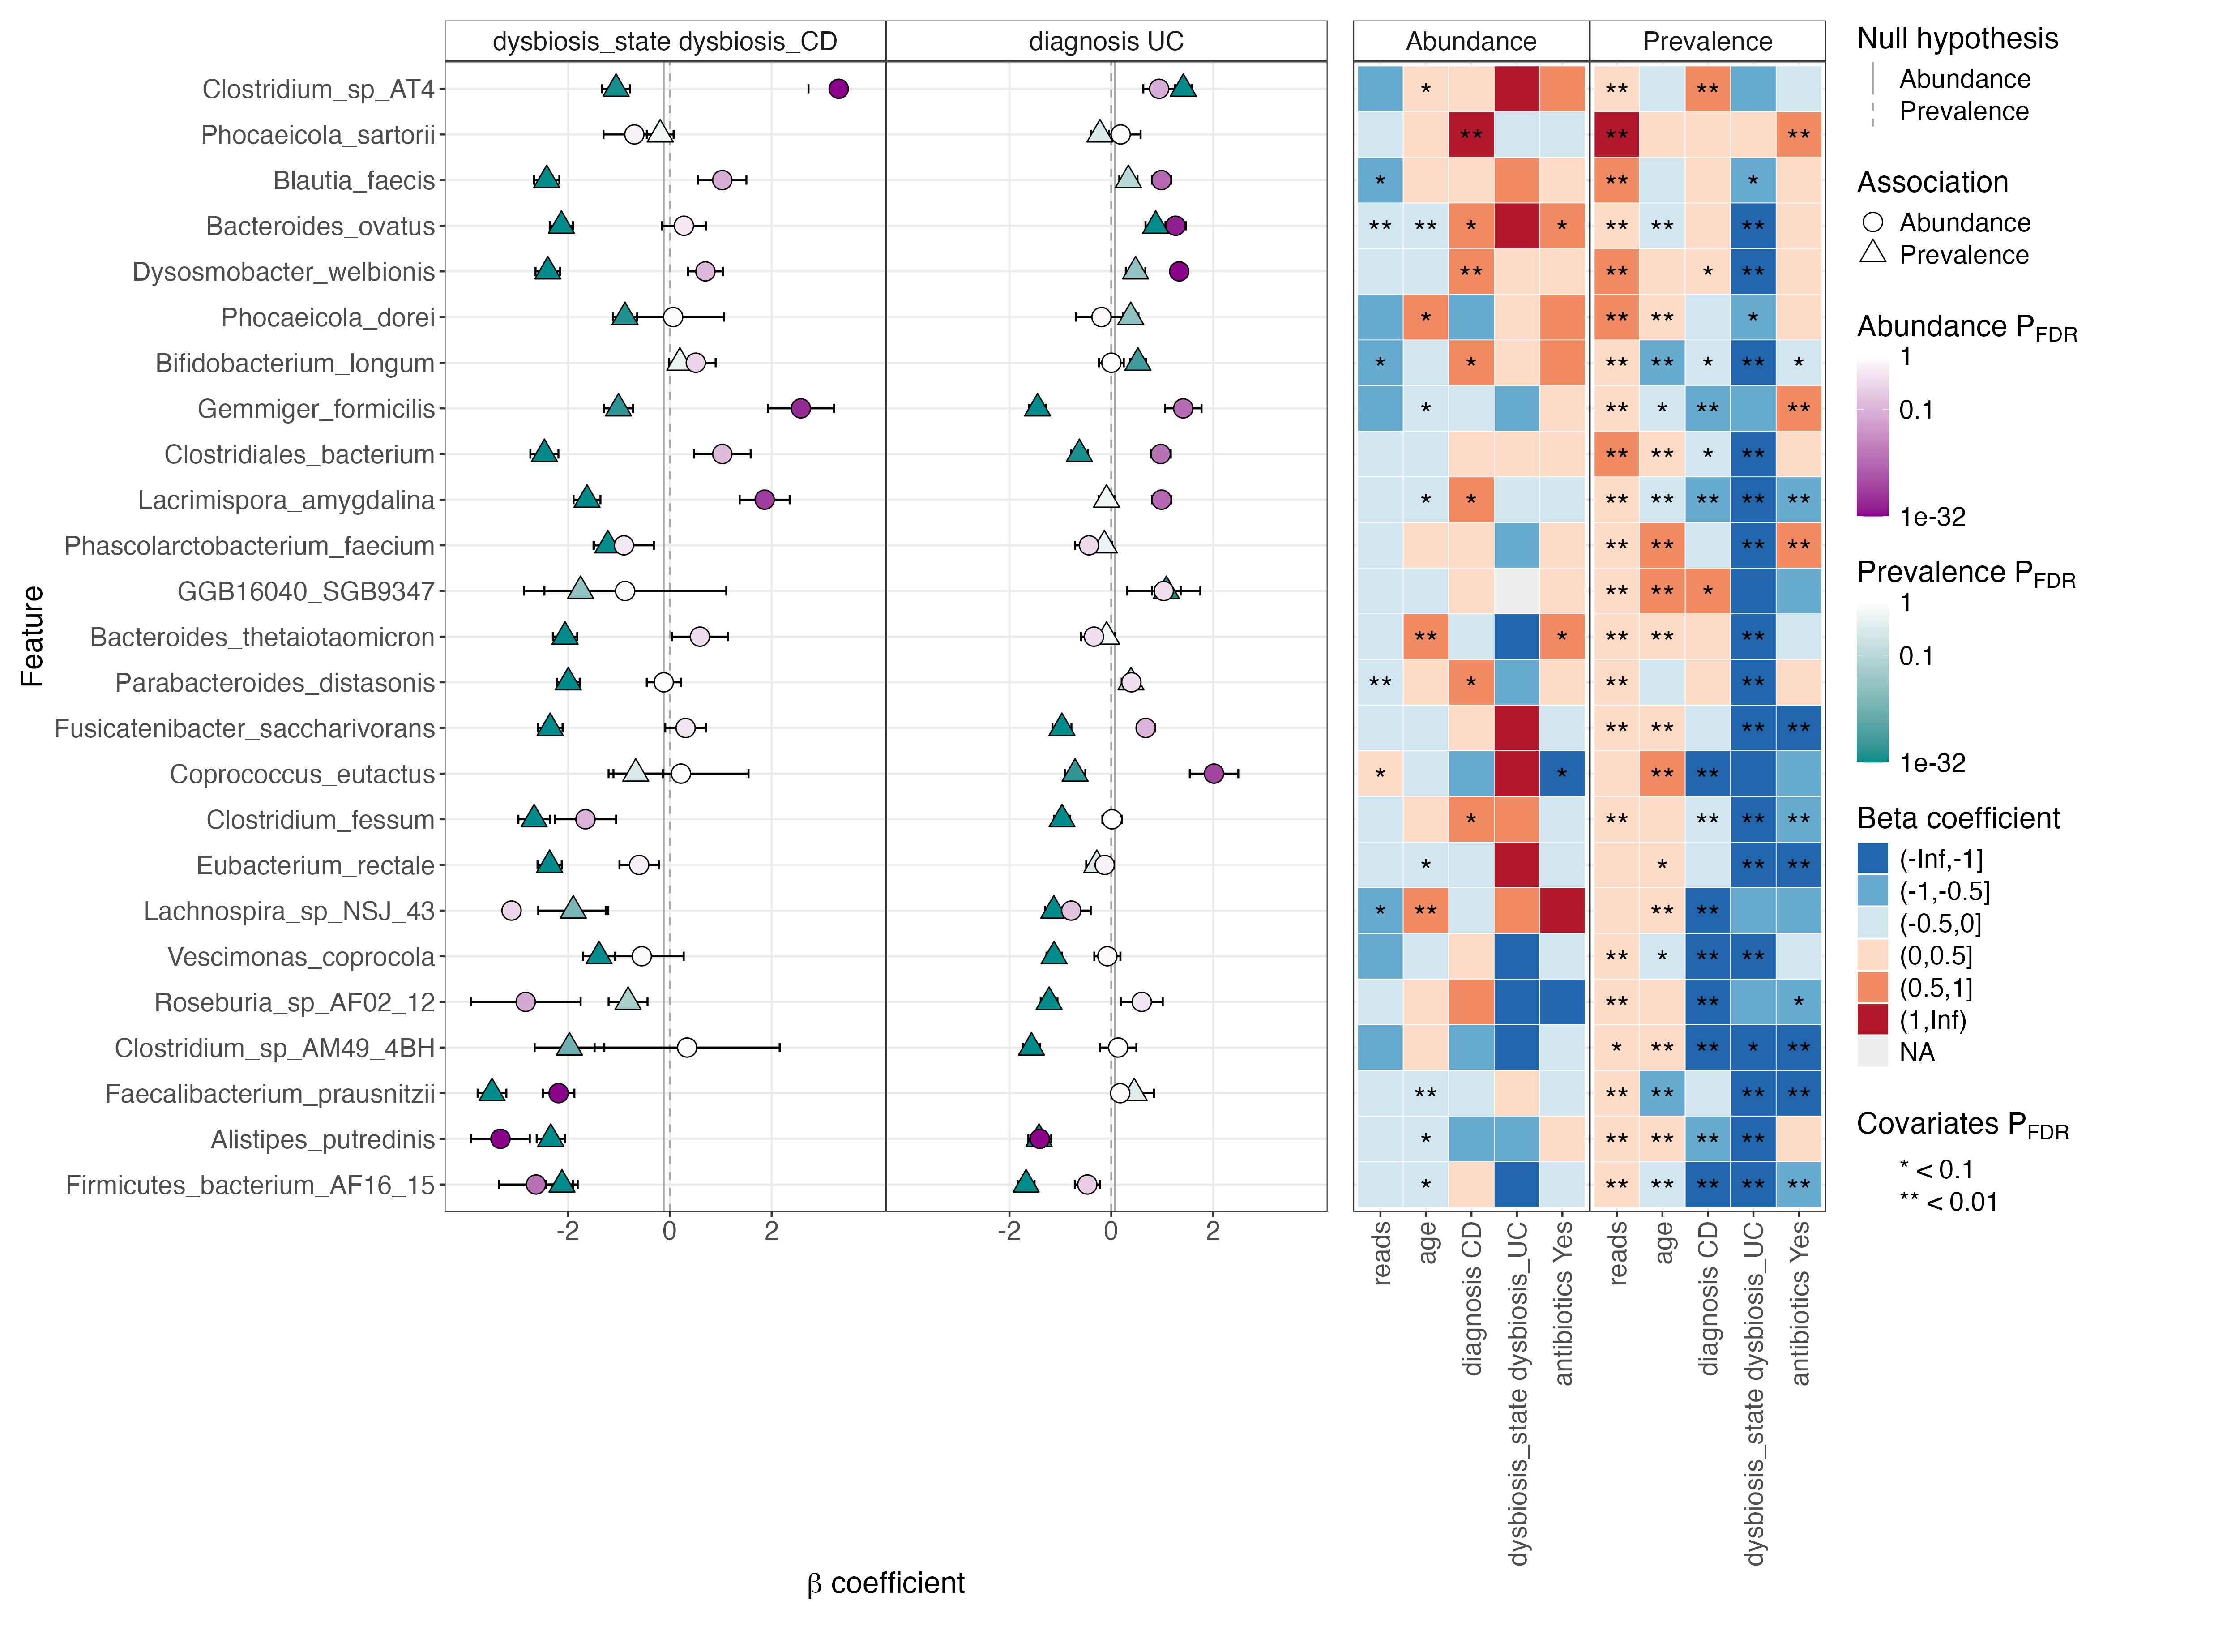 dysbiosis_state dysbiosis_CD
diagnosis UC
Abundance
Prevalence
Feature
Clostridium_sp_AT4
Phocaeicola_sartorii
Blautia_faecis
Bacteroides_ovatus
Dysosmobacter_welbionis
Phocaeicola_dorei
Bifidobacterium_longum
Gemmiger_formicilis
Clostridiales_bacterium
Lacrimispora_amygdalina
Phascolarctobacterium_faecium
GGB16040_SGB9347
Bacteroides_thetaiotaomicron
Parabacteroides_distasonis
Fusicatenibacter_saccharivorans
Coprococcus_eutactus
Clostridium_fessum
Eubacterium_rectale
Lachnospira_sp_NSJ_43
Vescimonas_coprocola
Roseburia_sp_AF02_12
Clostridium_sp_AM49_4BH
Faecalibacterium_prausnitzii
Alistipes_putredinis
Firmicutes_bacterium_AF16_15
* ** **
** ** **
* ** *
** ** * * ** ** **
** ** * **
* ** ** *
* * ** ** * ** *
* ** * ** **
** ** * **
* * ** ** ** ** **
** ** ** **
** ** *
** * ** ** **
** * ** **
** ** ** **
* * ** **
* ** ** ** **
* * ** **
* ** ** **
** * ** **
** ** *
* ** ** * **
** ** ** ** **
* ** ** ** **
* ** ** ** ** **
-2 0 2
-2 0 2
reads
age
diagnosis CD
dysbiosis_state dysbiosis_UC
antibiotics Yes
reads
age
diagnosis CD
dysbiosis_state dysbiosis_UC
antibiotics Yes
β coefficient
Null hypothesis
Abundance
Prevalence
Association
Abundance
Prevalence
Abundance P_FDR
1
0.1
1e-32
Prevalence P_FDR
1
0.1
1e-32
Beta coefficient
(-Inf,-1]
(-1,-0.5]
(-0.5,0]
(0,0.5]
(0.5,1]
(1,Inf)
NA
Covariates P_FDR
* < 0.1
** < 0.01